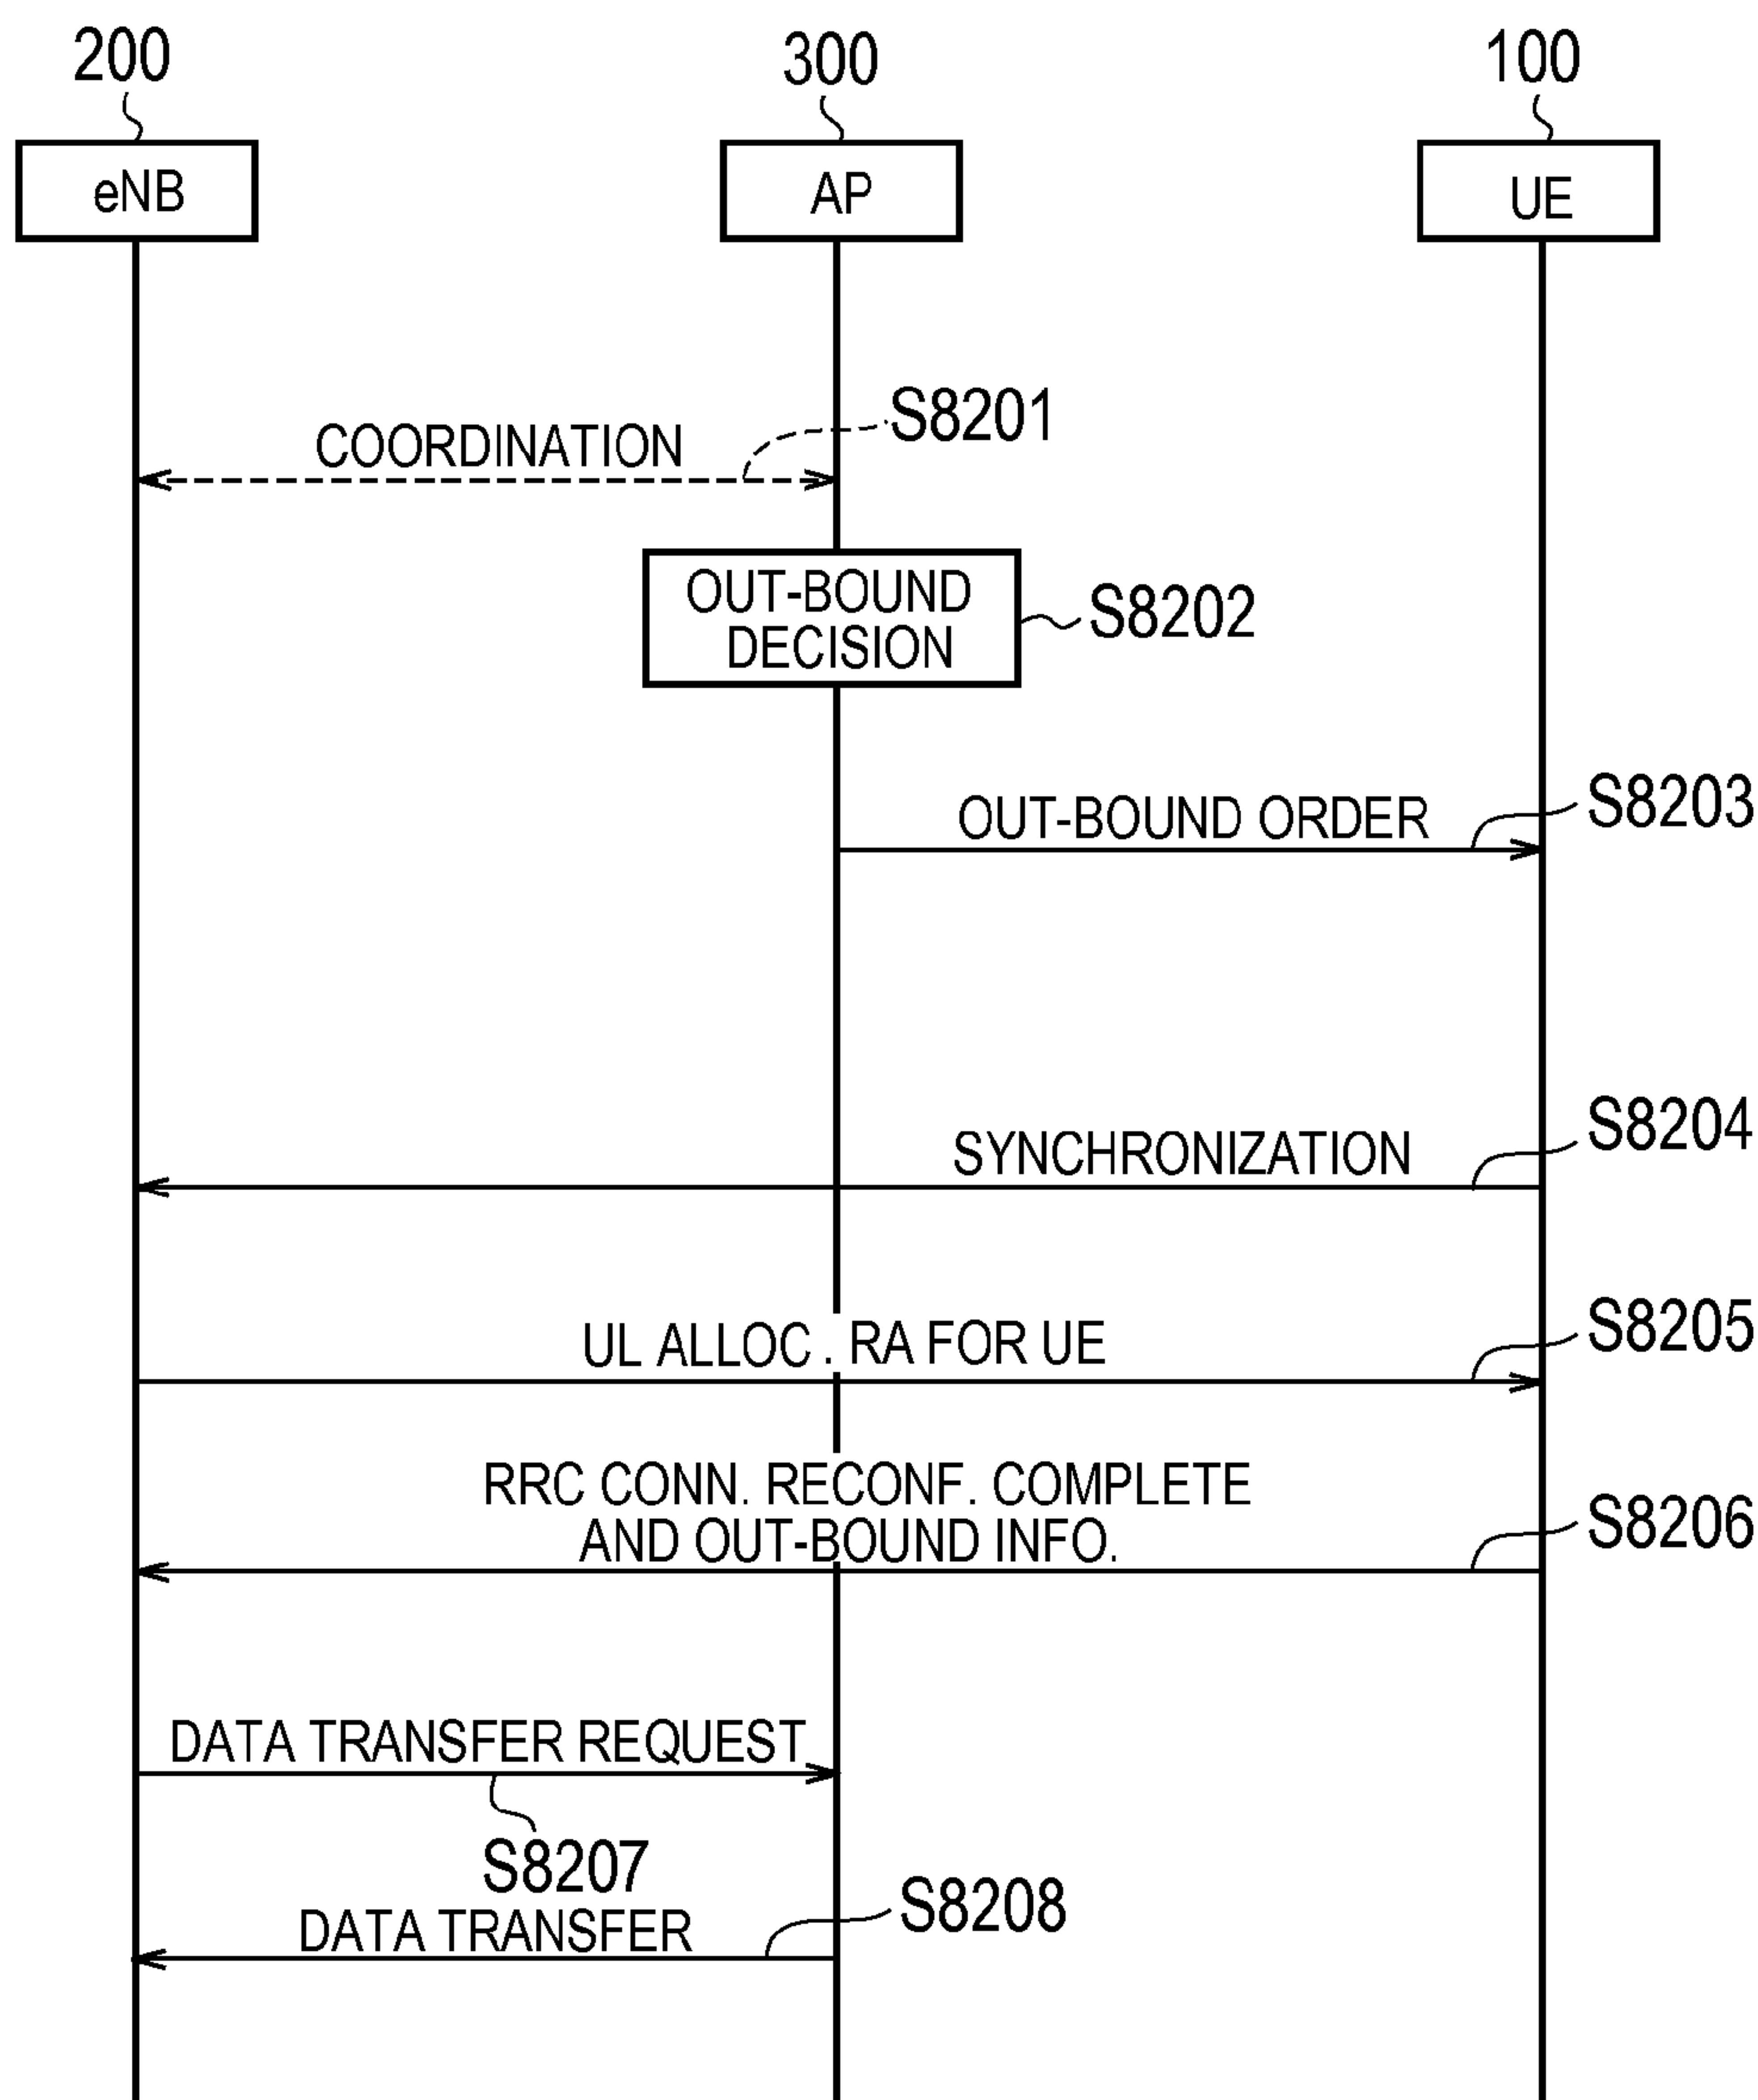 200
300
100
eNB
AP
UE
S8201
COORDINATION
OUT-BOUND
DECISION
S8202
OUT-BOUND ORDER
S8203
SYNCHRONIZATION
S8204
UL ALLOC . RA FOR UE
S8205
RRC CONN. RECONF. COMPLETE
AND OUT-BOUND INFO.
S8206
DATA TRANSFER REQUEST
S8207
DATA TRANSFER
S8208